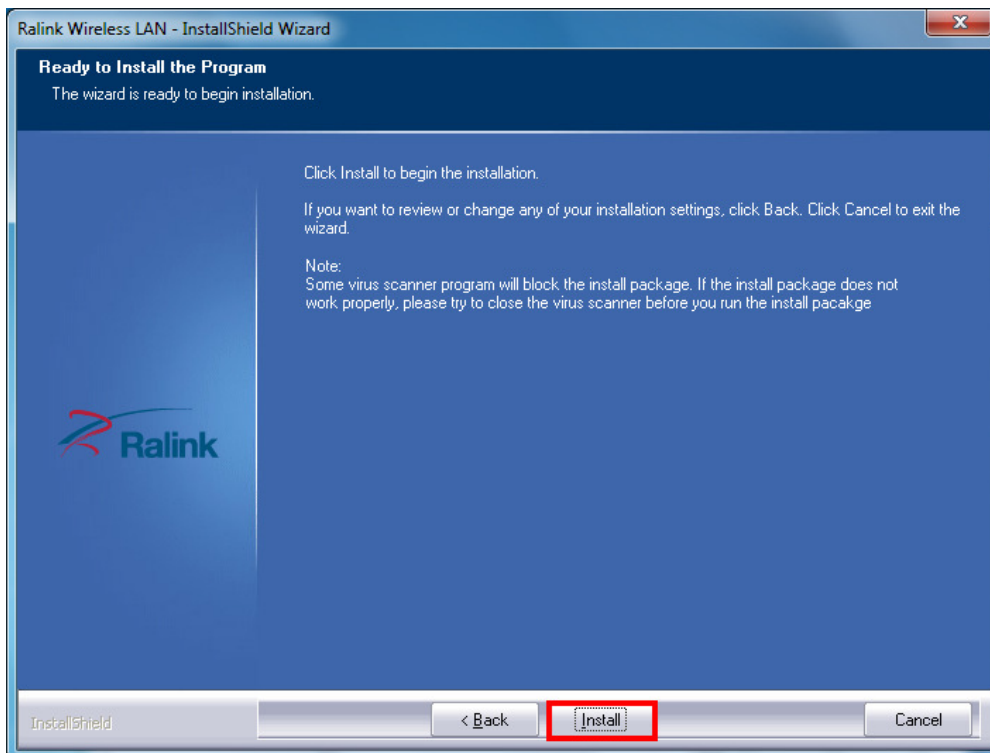 Ralink Wireless LAN - InstallShield Wizard
Ready to Install the Program
The wizard is ready to begin installation.
Click Install to begin the installation.
If you want to review or change any of your installation settings, click Back. Click Cancel to exit the
wizard.
Note:
Some virus scanner program will block the install package. If the install package does not
work properly, please try to close the virus scanner before you run the install pacakge
Ralink
InstallShield
< Back
Install
Cancel